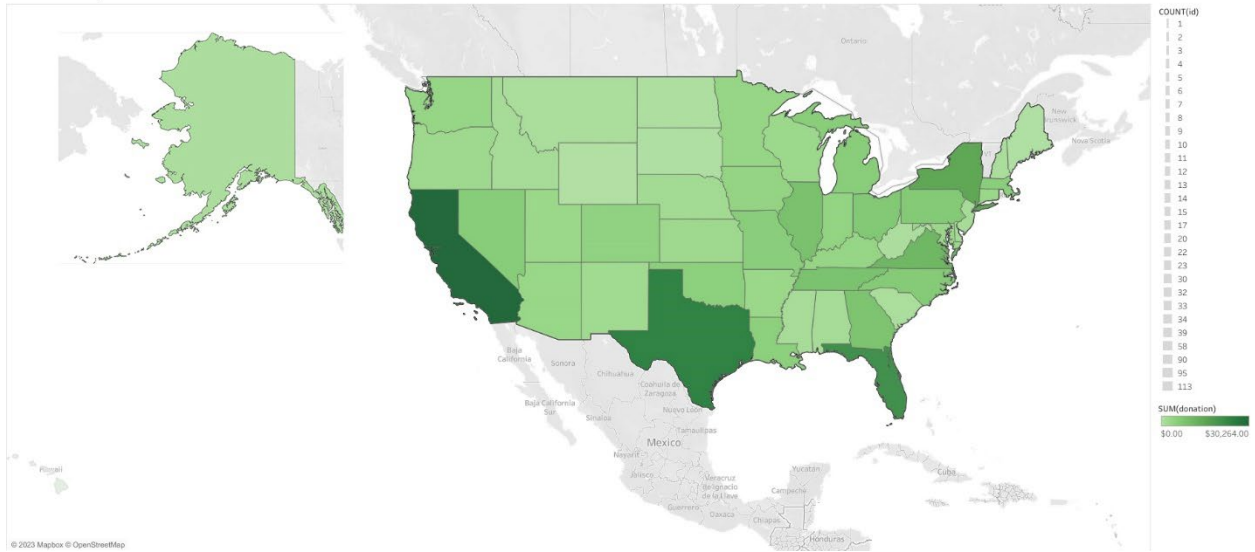 COUNT(id)
1
2
3
4
5
6
7
8
9
10
11
12
13
14
15
17
20
22
23
30
32
33
34
39
58
90
95
113
SUM(donation)
$0.00 $30,264.00
Ontario
New
Brunswick
Nova Scotia
VT
Baja
California
Sonora
Chihuahua
Coahuila de
Zaragoza
Baja California
Sur
Sinaloa
Nuevo León
Tamaulipas
Mexico
Nayarit
Jalisco
Veracruz
de Ignacio
de la Llave
Guerrero
Oaxaca
Chiapas
Yucatán
Campeche
Cuba
Honduras
© 2023 Mapbox © OpenStreetMap